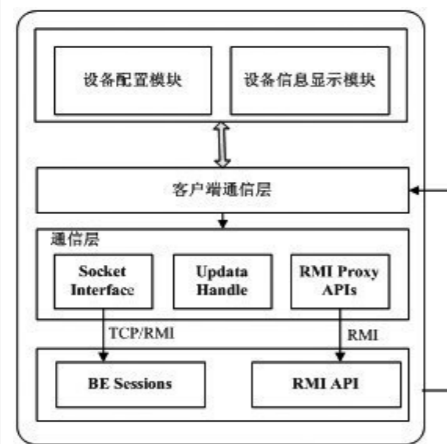 设备配置模块
设备信息显示模块
客户端通信层
通信层
Socket
Interface
Updata
Handle
RMI Proxy
APIs
TCP/RMI
RMI
BE Sessions
RMI API